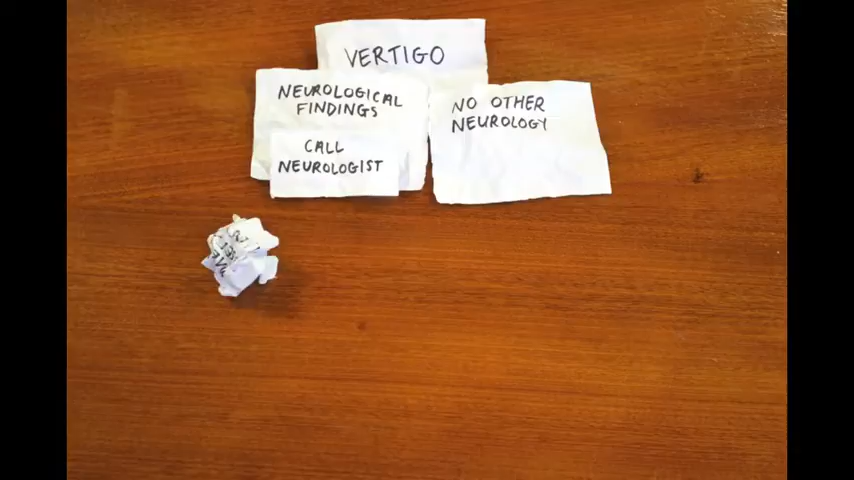 VERTIGO
NEUROLOGICAL
FINDINGS
CALL
NEUROLOGIST
NO OTHER
NEUROLOGY